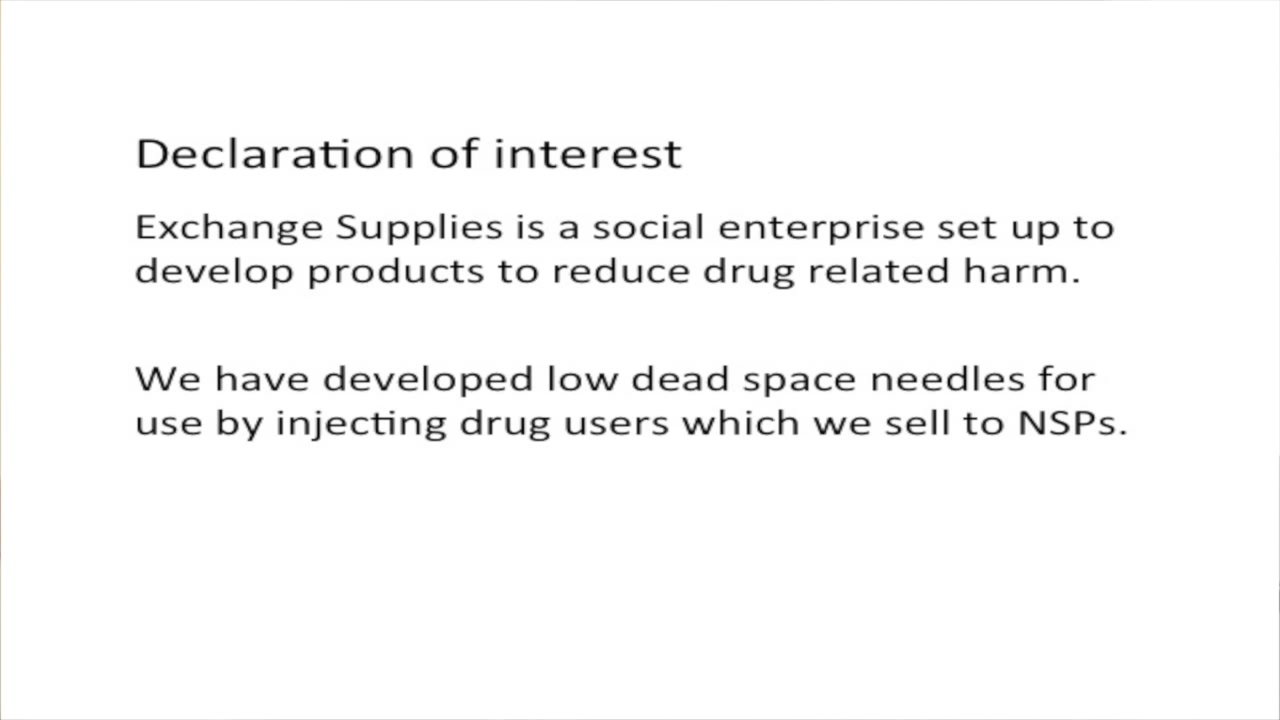 Declaration of interest
Exchange Supplies is a social enterprise set up to
develop products to reduce drug related harm.
We have developed low dead space needles for
use by injecting drug users which we sell to NSPs.